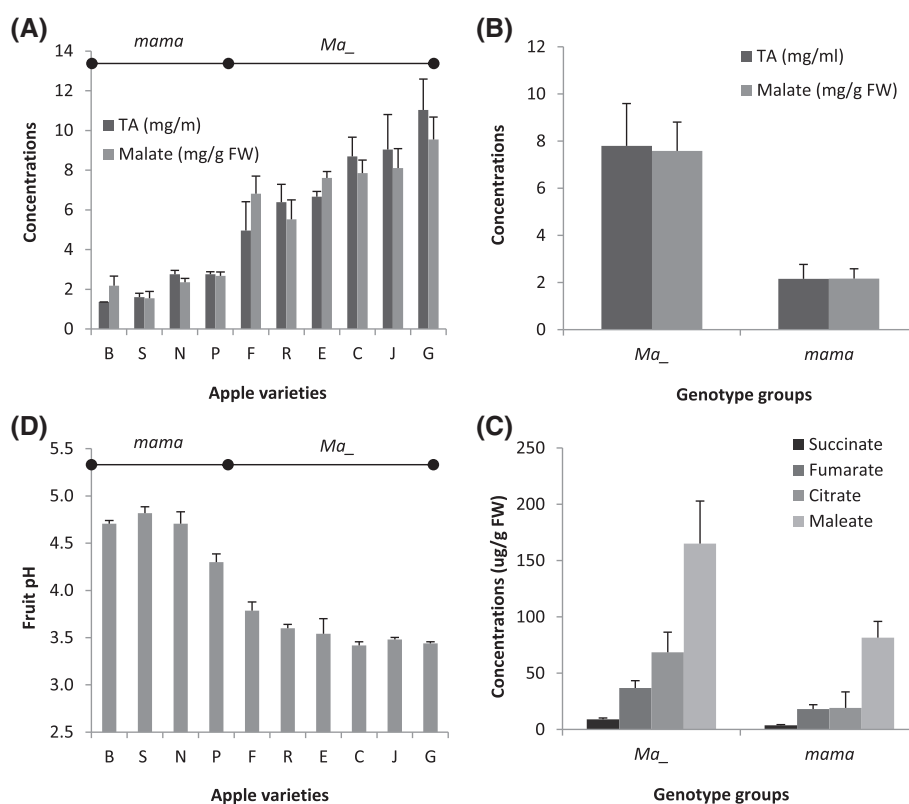 (A)
mama
Ma_
14
12
10
8
6
4
2
0
Concentrations
TA (mg/m)
Malate (mg/g FW)
B S N P F R E C J G
Apple varieties
(B)
12
10
8
6
4
2
0
Concentrations
TA (mg/ml)
Malate (mg/g FW)
Ma_ mama
Genotype groups
(D)
mama
Ma_
5.5
5.0
4.5
4.0
3.5
3.0
2.5
Fruit pH
B S N P F R E C J G
Apple varieties
(C)
250
200
150
100
50
0
Concentrations (ug/g FW)
Succinate
Fumarate
Citrate
Maleate
Ma_ mama
Genotype groups